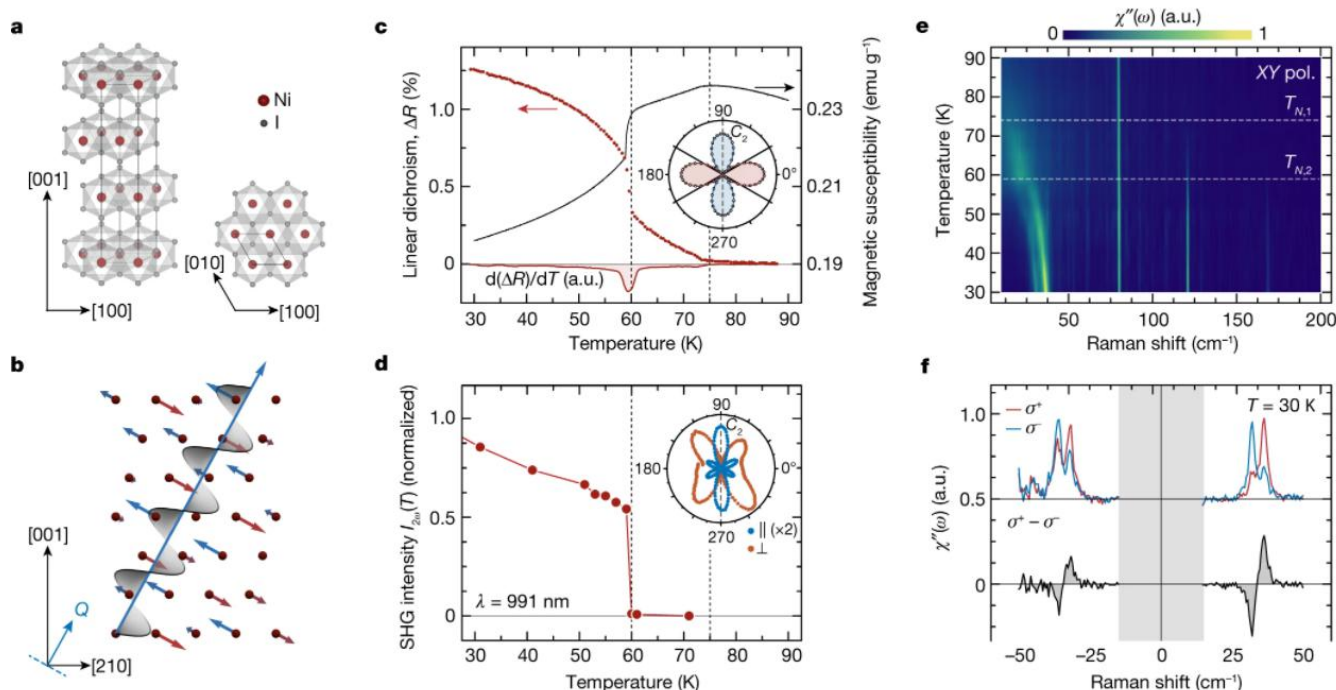 a
Ni
I
[001]
[010]
[100]
[100]
b
[001]
Q
[210]
c
Linear dichroism, ΔR (%)
1.0
0.5
0
0.23
0.21
0.19
Magnetic susceptibility (emu g⁻¹)
90
C₂
180
0°
270
d(ΔR)/dT (a.u.)
30 40 50 60 70 80 90
Temperature (K)
d
SHG intensity I₂ω(T) (normalized)
1.0
0.5
0
90
C₂
180
0°
270
∥ (×2)
⊥
λ = 991 nm
30 40 50 60 70 80 90
Temperature (K)
e
χ″(ω) (a.u.)
0 1
XY pol.
T_N,1
T_N,2
Temperature (K)
90
80
70
60
50
40
30
50 100 150 200
Raman shift (cm⁻¹)
f
σ⁺
σ⁻
T = 30 K
χ″(ω) (a.u.)
1.0
0.5
0
σ⁺ − σ⁻
−50 −25 0 25 50
Raman shift (cm⁻¹)